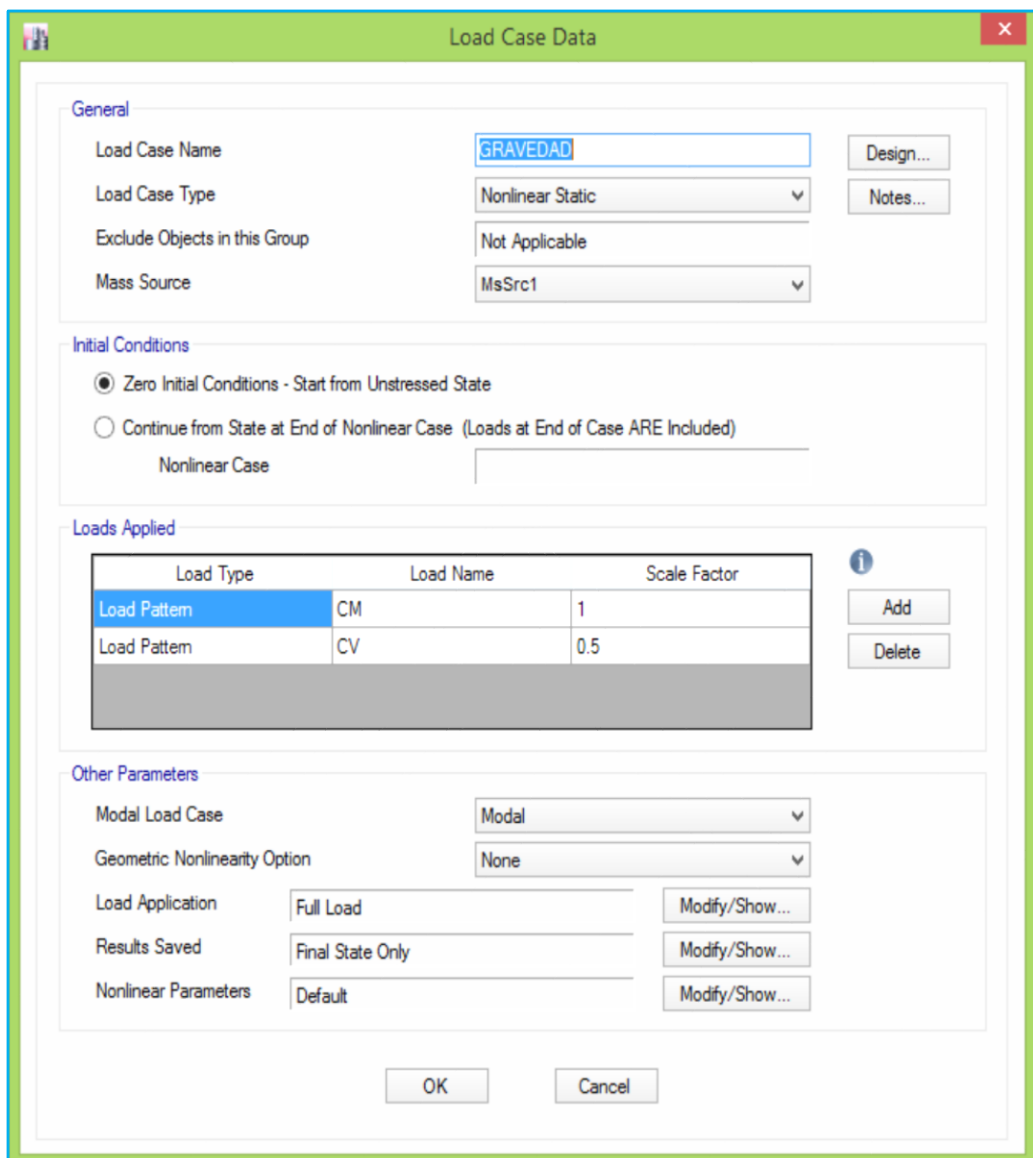 Load Case Data
General
Load Case Name GRAVEDAD Design...
Load Case Type Nonlinear Static Notes...
Exclude Objects in this Group Not Applicable
Mass Source MsSrc1
Initial Conditions
Zero Initial Conditions - Start from Unstressed State
Continue from State at End of Nonlinear Case (Loads at End of Case ARE Included)
Nonlinear Case
Loads Applied
Load Type Load Name Scale Factor
Load Pattern CM 1 Add
Load Pattern CV 0.5 Delete
Other Parameters
Modal Load Case Modal
Geometric Nonlinearity Option None
Load Application Full Load Modify/Show...
Results Saved Final State Only Modify/Show...
Nonlinear Parameters Default Modify/Show...
OK Cancel